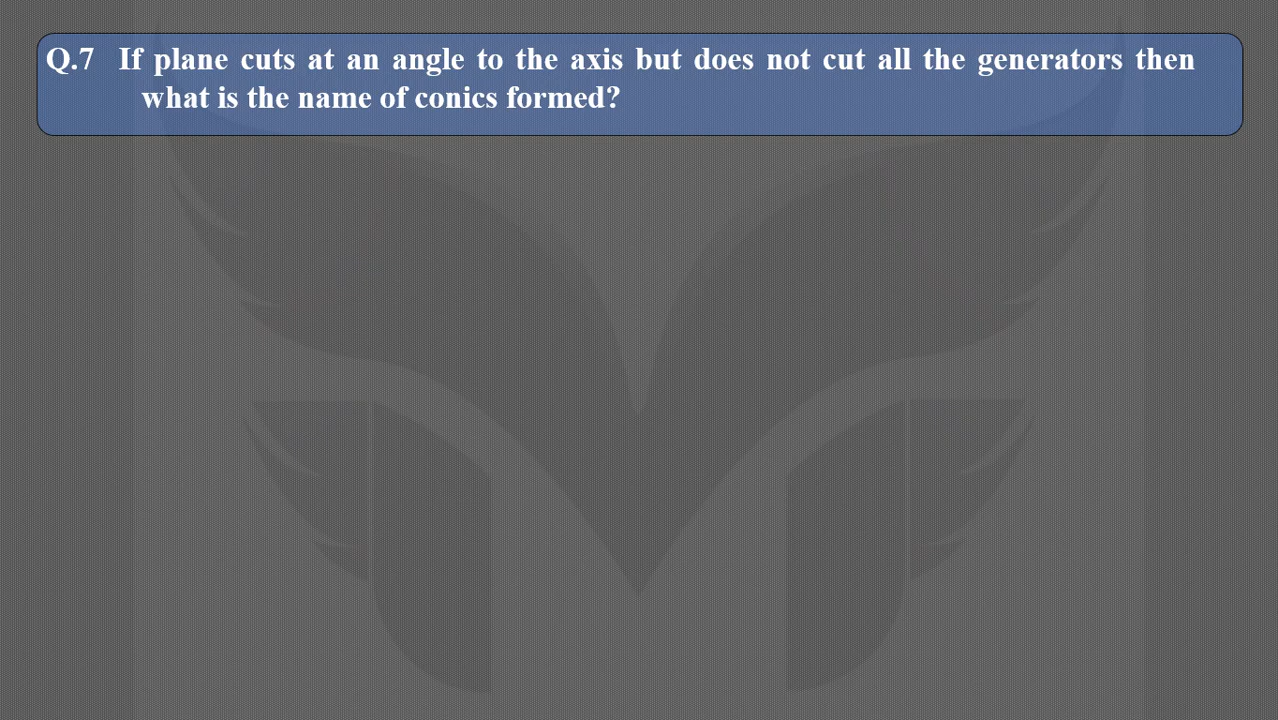 Q.7 If plane cuts at an angle to the axis but does not cut all the generators then
what is the name of conics formed?